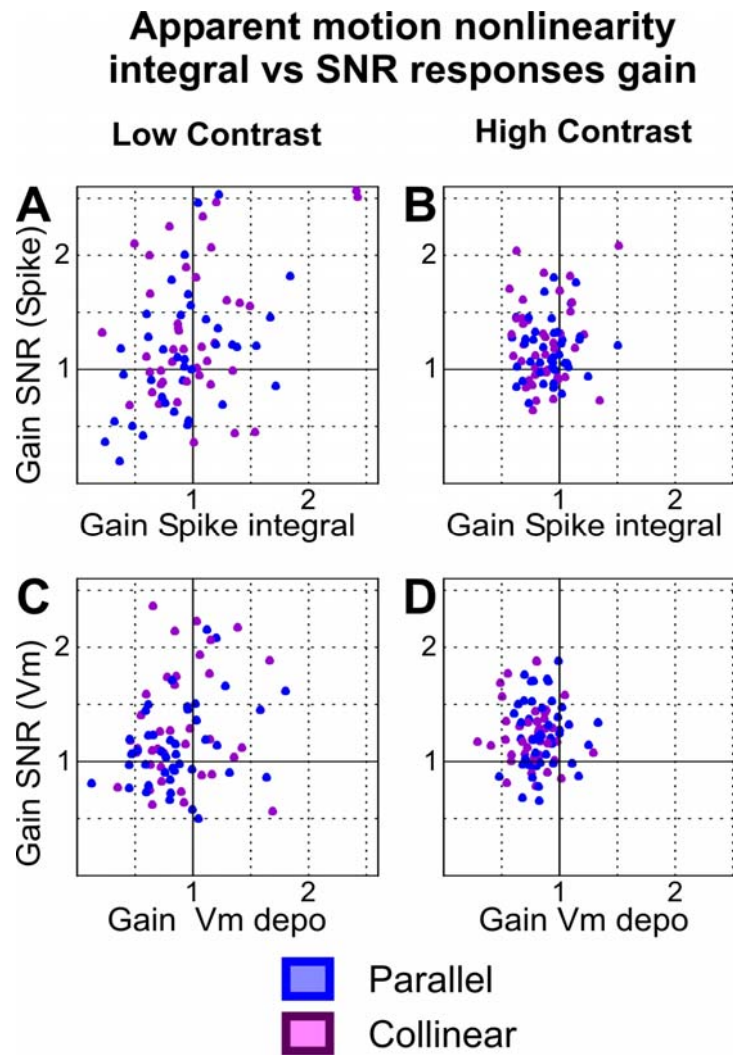 Apparent motion nonlinearity
integral vs SNR responses gain
Low Contrast
High Contrast
A
Gain SNR (Spike)
2
1
1
2
Gain Spike integral
B
2
1
1
2
Gain Spike integral
C
Gain SNR (Vm)
2
1
1
2
Gain Vm depo
D
2
1
1
2
Gain Vm depo
Parallel
Collinear